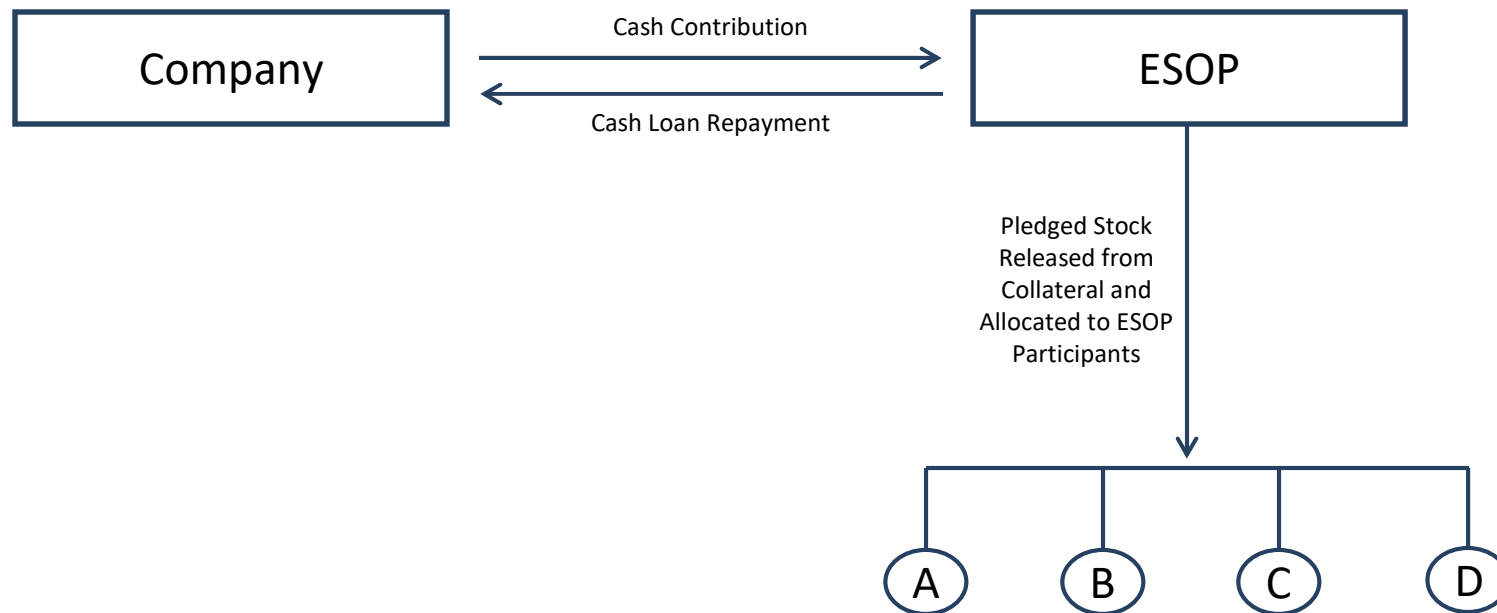 Company
Cash Contribution
ESOP
Cash Loan Repayment
Pledged Stock
Released from
Collateral and
Allocated to ESOP
Participants
A
B
C
D